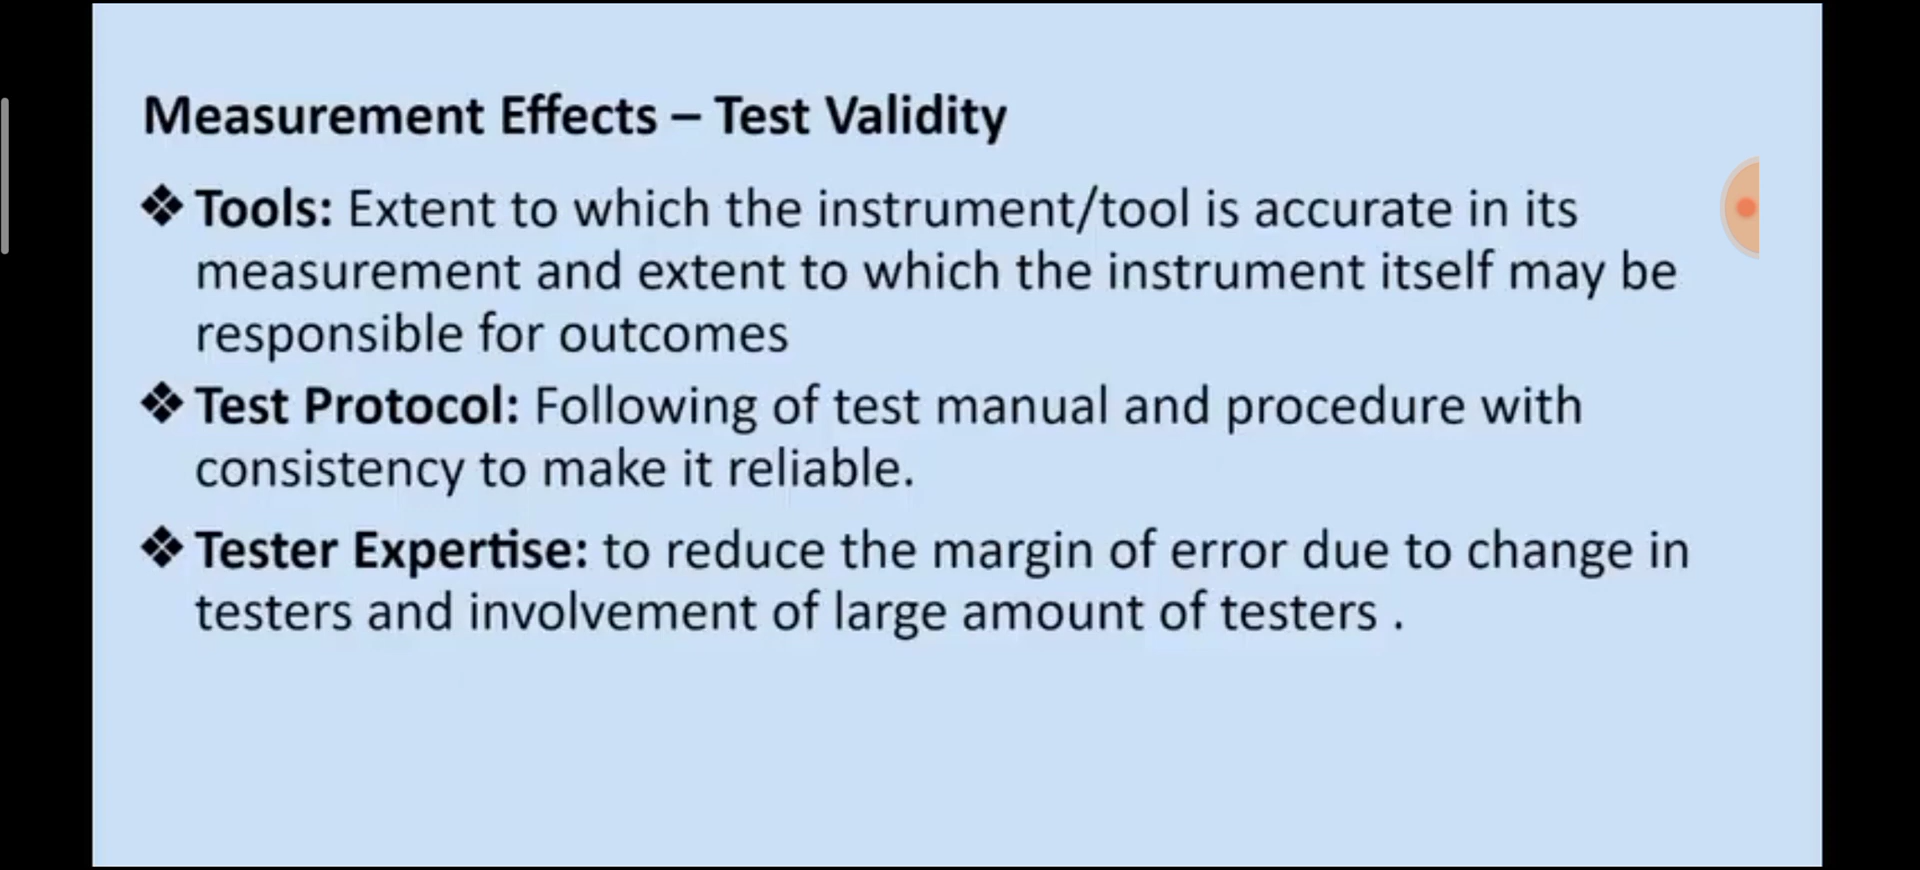 Measurement Effects – Test Validity
❖ Tools: Extent to which the instrument/tool is accurate in its
measurement and extent to which the instrument itself may be
responsible for outcomes
❖ Test Protocol: Following of test manual and procedure with
consistency to make it reliable.
❖ Tester Expertise: to reduce the margin of error due to change in
testers and involvement of large amount of testers .